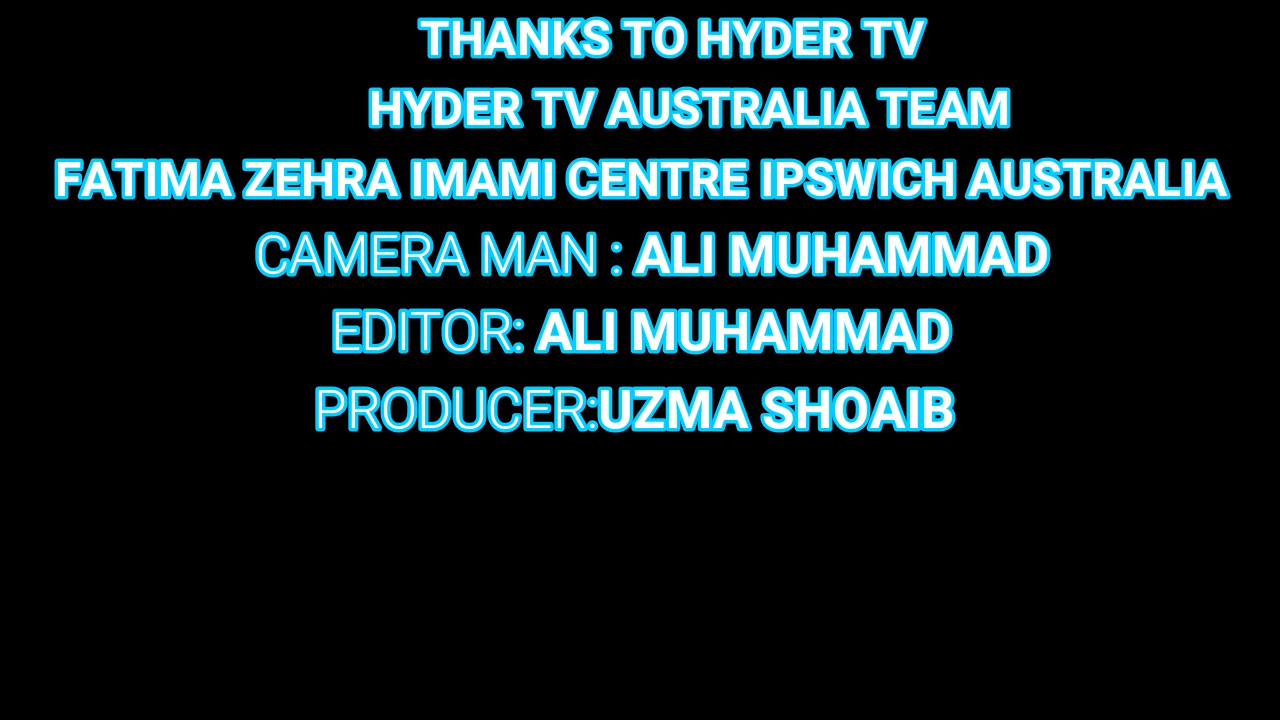 THANKS TO HYDER TV
HYDER TV AUSTRALIA TEAM
FATIMA ZEHRA IMAMI CENTRE IPSWICH AUSTRALIA
CAMERA MAN : ALI MUHAMMAD
EDITOR: ALI MUHAMMAD
PRODUCER:UZMA SHOAIB